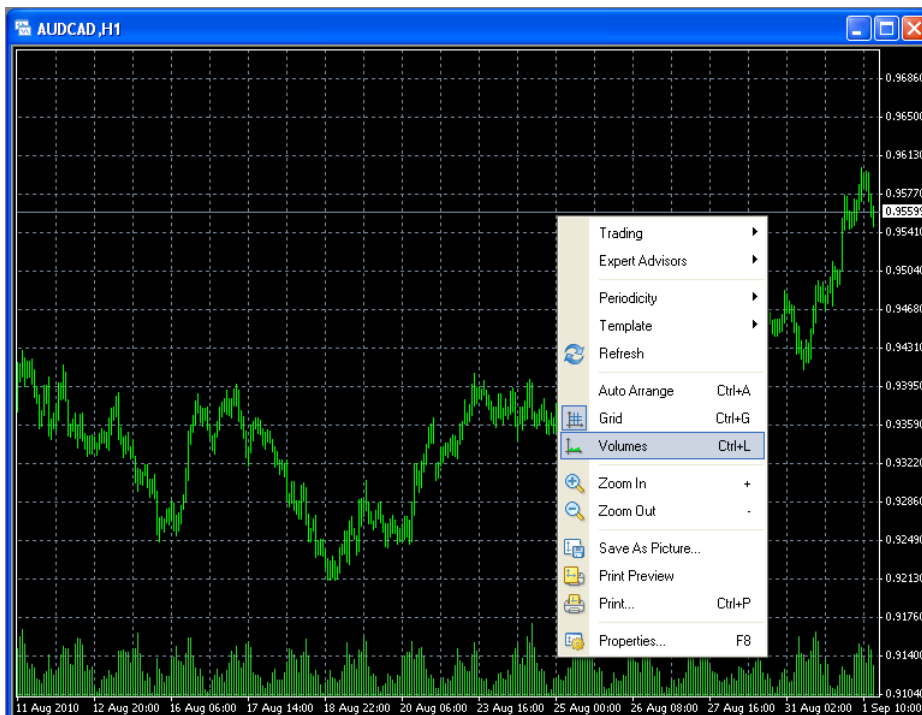 AUDCAD,H1
0.96860
0.96500
0.96130
0.95770
0.95599
0.95410
0.95040
0.94680
0.94310
0.93950
0.93590
0.93220
0.92860
0.92490
0.92130
0.91760
0.91400
0.91040
Trading
Expert Advisors
Periodicity
Template
Refresh
Auto Arrange Ctrl+A
Grid Ctrl+G
Volumes Ctrl+L
Zoom In +
Zoom Out -
Save As Picture...
Print Preview
Print... Ctrl+P
Properties... F8
11 Aug 2010 12 Aug 20:00 16 Aug 06:00 17 Aug 14:00 18 Aug 22:00 20 Aug 06:00 23 Aug 16:00 25 Aug 00:00 26 Aug 08:00 27 Aug 16:00 31 Aug 02:00 1 Sep 10:00